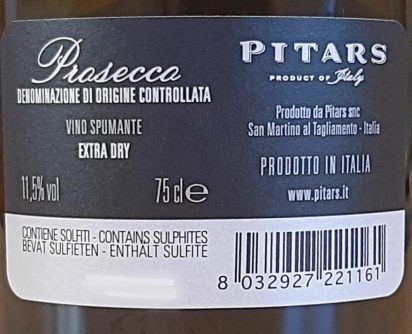 Prosecco
DENOMINAZIONE DI ORIGINE CONTROLLATA
VINO SPUMANTE
EXTRA DRY
11,5% vol 75 cl e
CONTIENE SOLFITI - CONTAINS SULPHITES
BEVAT SULFIETEN - ENTHALT SULFITE
PITARS
PRODUCT OF Italy
Prodotto da Pitars snc
San Martino al Tagliamento - Italia
PRODOTTO IN ITALIA
www.pitars.it
8 032927 221161